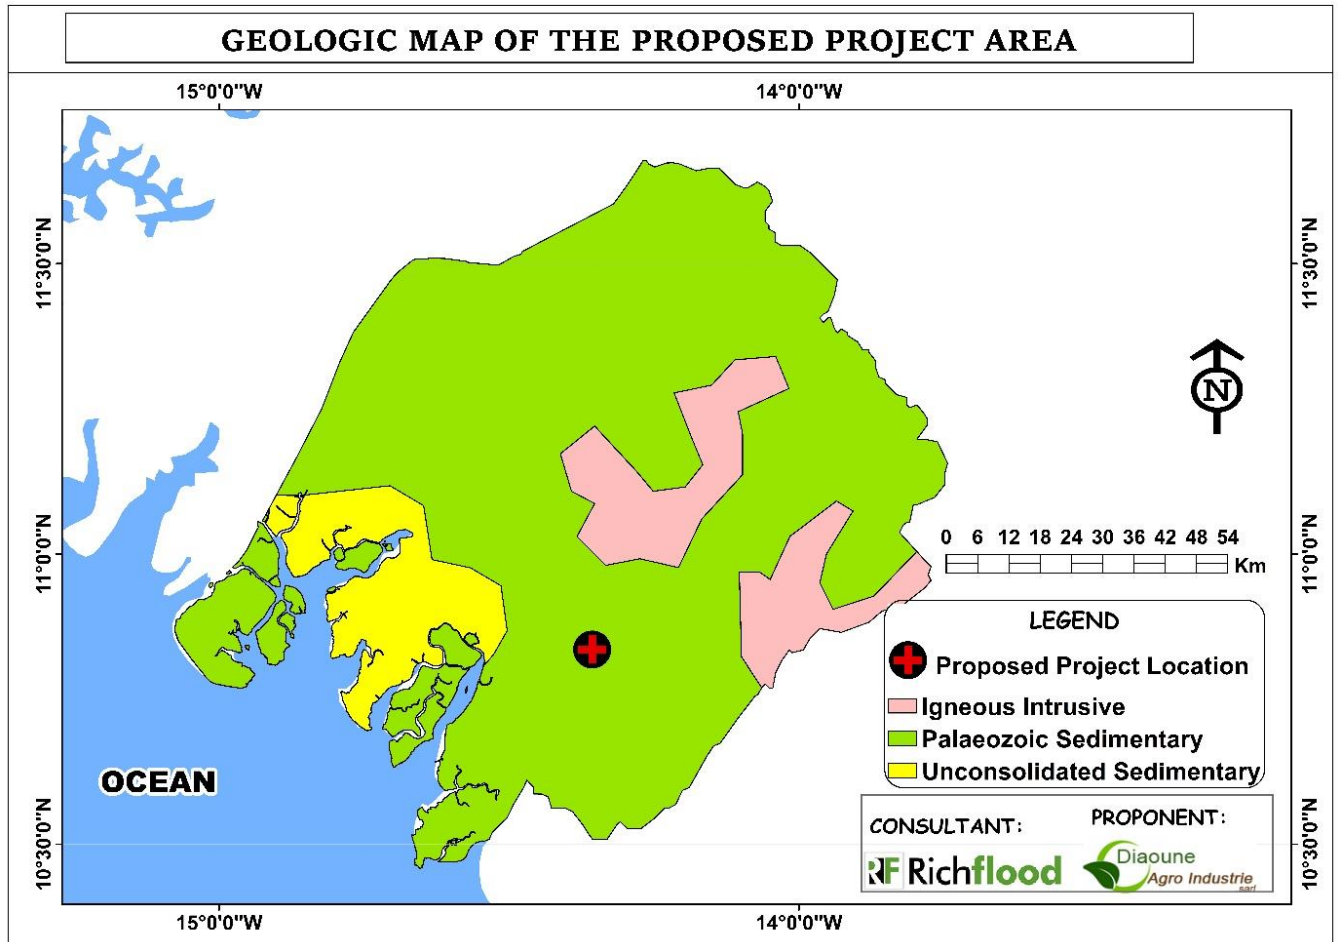 GEOLOGIC MAP OF THE PROPOSED PROJECT AREA
15°0'0"W
14°0'0"W
11°30'0"N
11°30'0"N
N
11°0'0"N
11°0'0"N
0 6 12 18 24 30 36 42 48 54
Km
LEGEND
Proposed Project Location
Igneous Intrusive
Palaeozoic Sedimentary
Unconsolidated Sedimentary
OCEAN
10°30'0"N
10°30'0"N
CONSULTANT:
PROPONENT:
RF Richflood
Diaoune
Agro Industrie
sarl
15°0'0"W
14°0'0"W